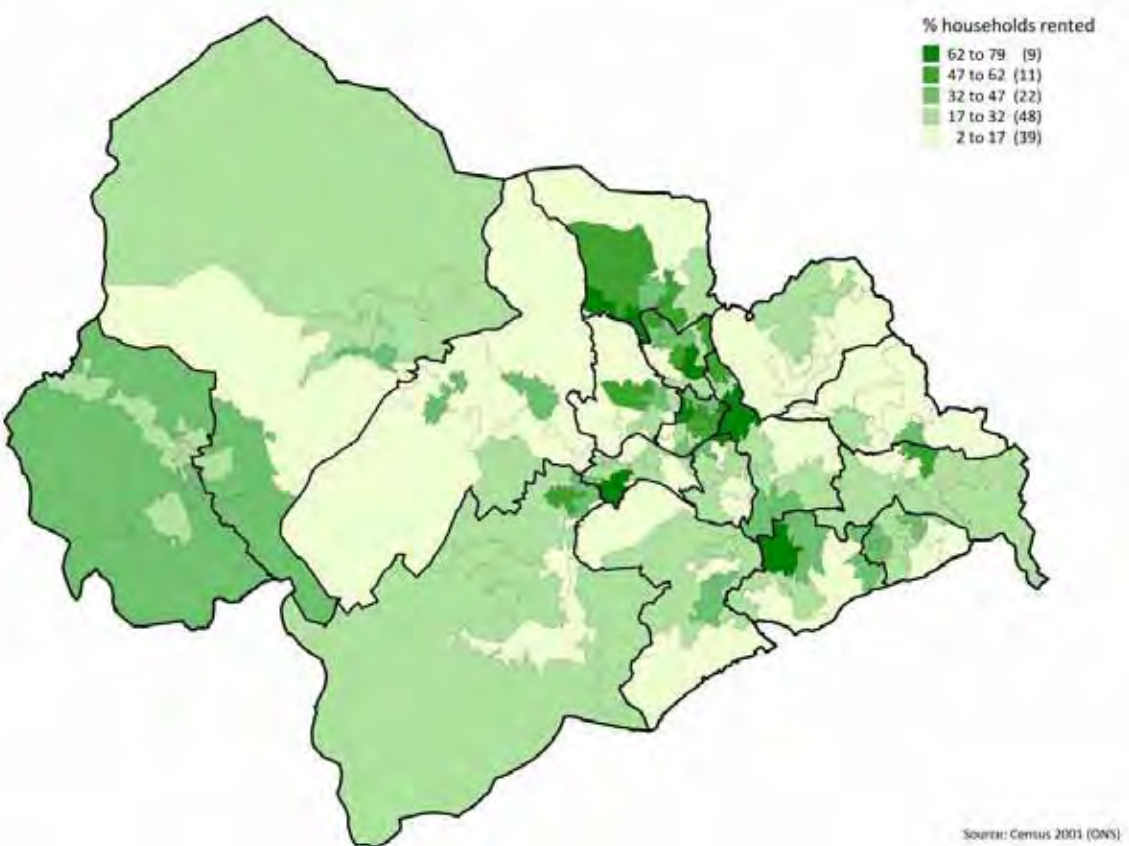 % households rented
62 to 79 (9)
47 to 62 (11)
32 to 47 (22)
17 to 32 (48)
2 to 17 (39)
Source: Census 2001 (ONS)